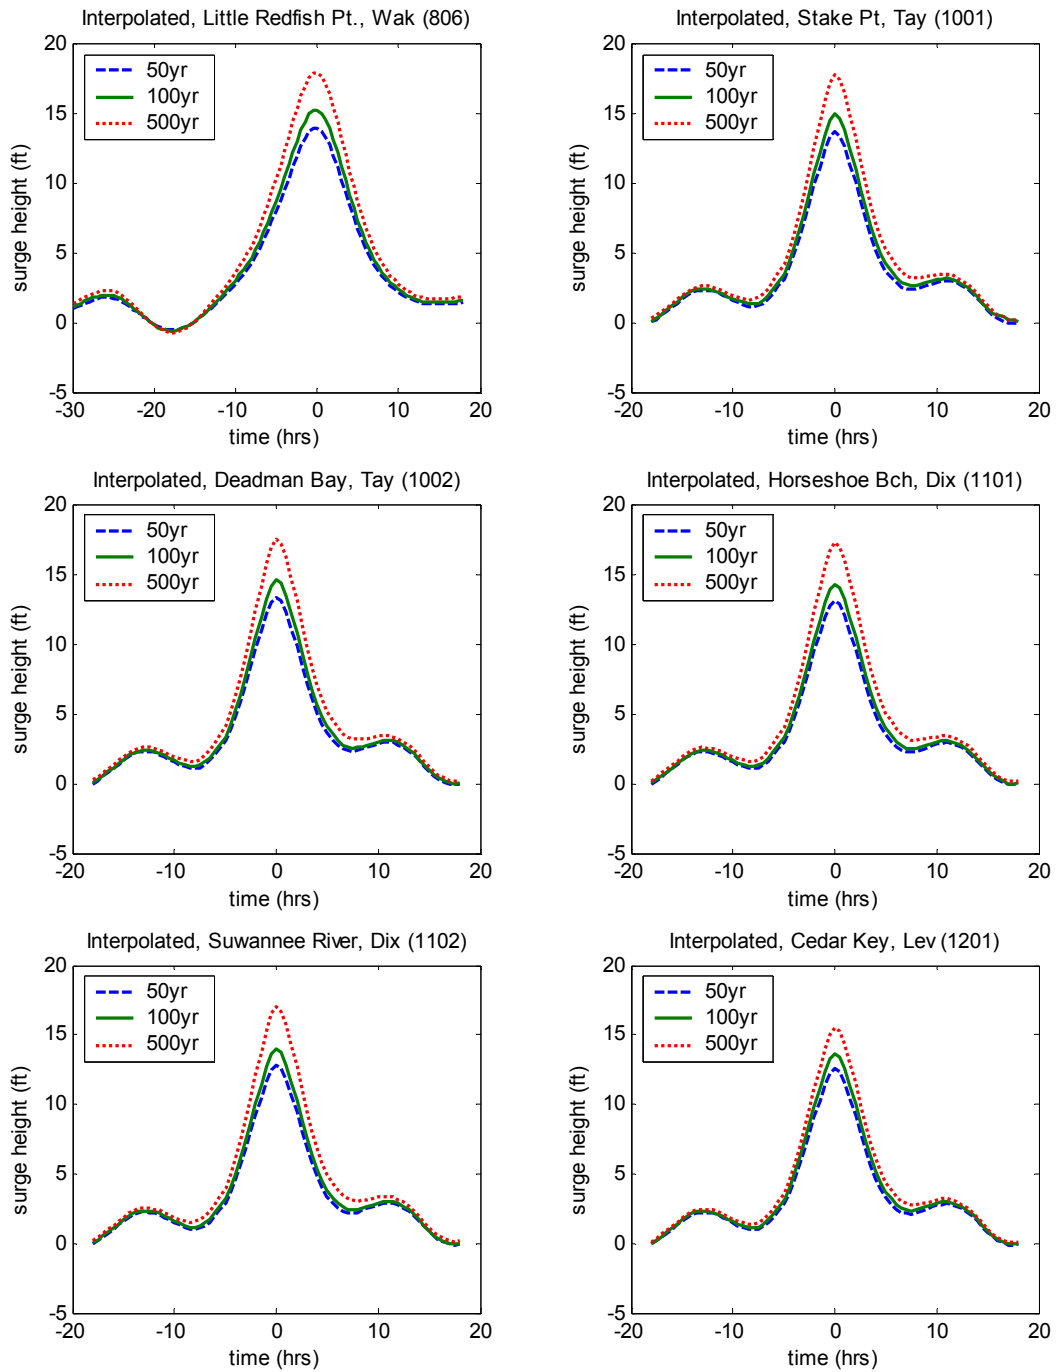 Interpolated, Little Redfish Pt., Wak (806)
20
15
10
5
0
-5
surge height (ft)
50yr
100yr
500yr
-30
-20
-10
0
10
20
time (hrs)
Interpolated, Stake Pt, Tay (1001)
20
15
10
5
0
-5
surge height (ft)
50yr
100yr
500yr
-20
-10
0
10
20
time (hrs)
Interpolated, Deadman Bay, Tay (1002)
20
15
10
5
0
-5
surge height (ft)
50yr
100yr
500yr
-20
-10
0
10
20
time (hrs)
Interpolated, Horseshoe Bch, Dix (1101)
20
15
10
5
0
-5
surge height (ft)
50yr
100yr
500yr
-20
-10
0
10
20
time (hrs)
Interpolated, Suwannee River, Dix (1102)
20
15
10
5
0
-5
surge height (ft)
50yr
100yr
500yr
-20
-10
0
10
20
time (hrs)
Interpolated, Cedar Key, Lev (1201)
20
15
10
5
0
-5
surge height (ft)
50yr
100yr
500yr
-20
-10
0
10
20
time (hrs)